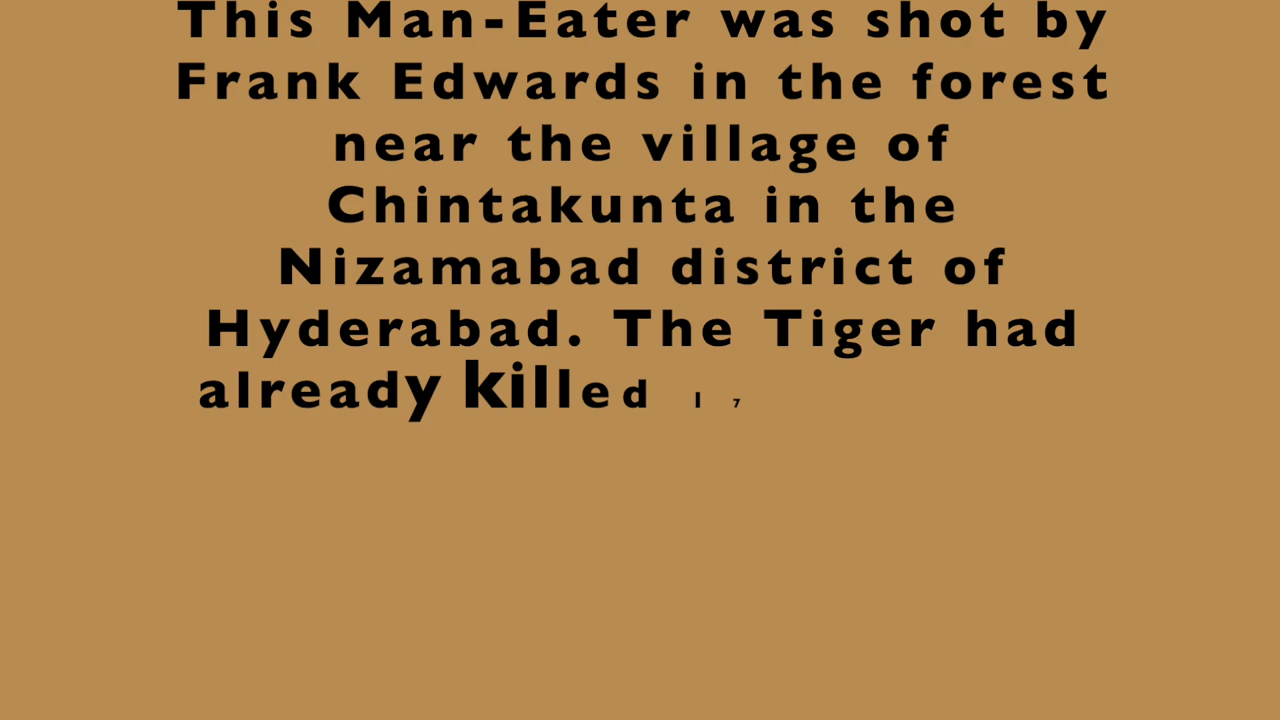 This Man-Eater was shot by
Frank Edwards in the forest
near the village of
Chintakunta in the
Nizamabad district of
Hyderabad. The Tiger had
already killed 17